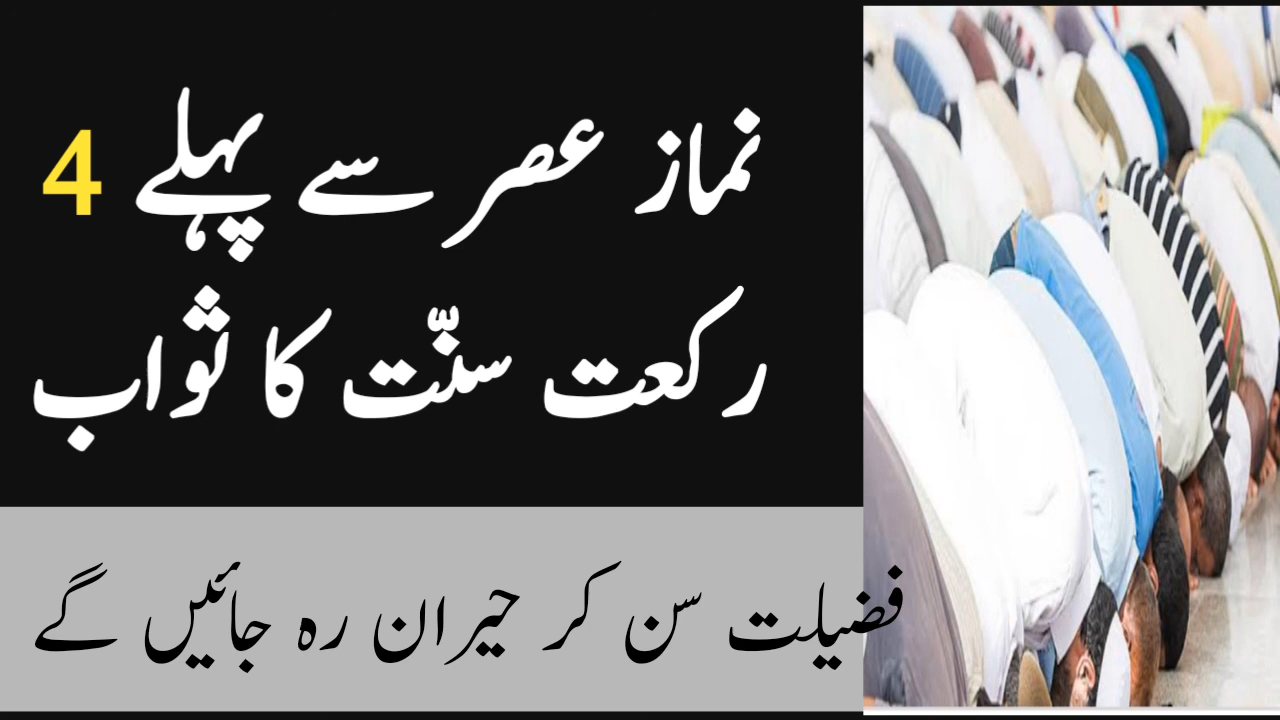 نماز عصر سے پہلے 4
رکعت سنّت کا ثواب
فضیلت سن کر حیران رہ جائیں گے